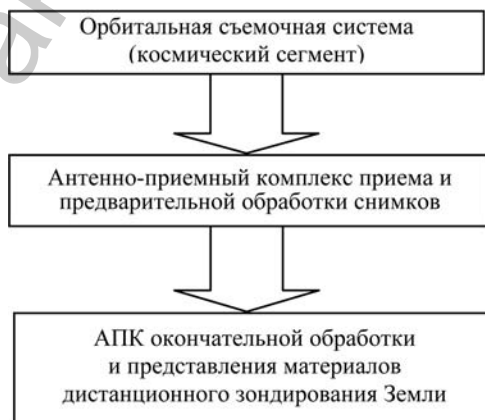 Орбитальная съемочная система
(космический сегмент)
Антенно-приемный комплекс приема и
предварительной обработки снимков
АПК окончательной обработки
и представления материалов
дистанционного зондирования Земли